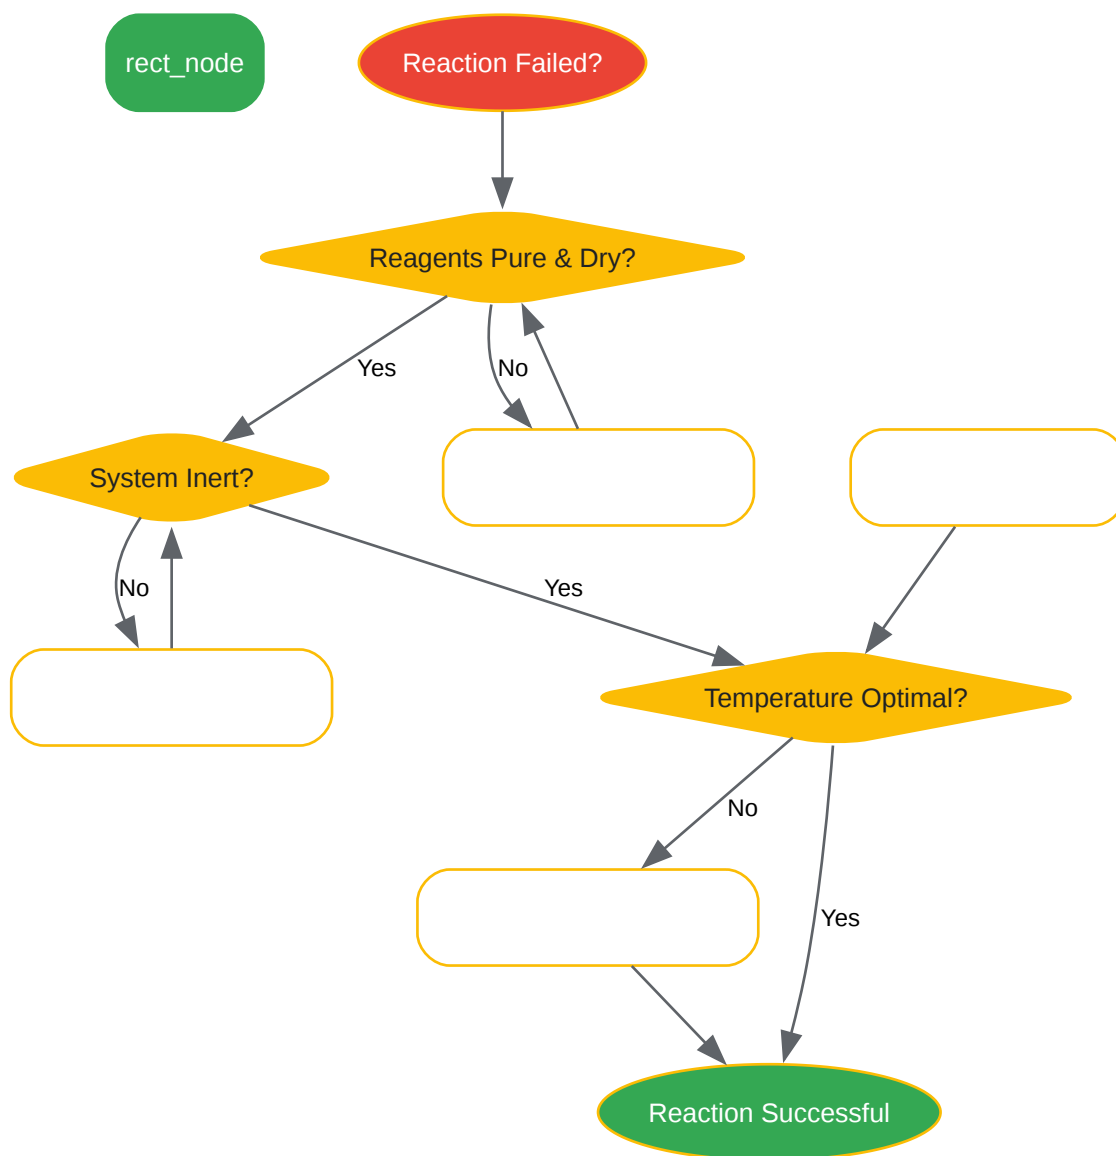 rect_node
Reaction Failed?
Reagents Pure & Dry?
Yes
No
System Inert?
No
Yes
Temperature Optimal?
No
Yes
Reaction Successful